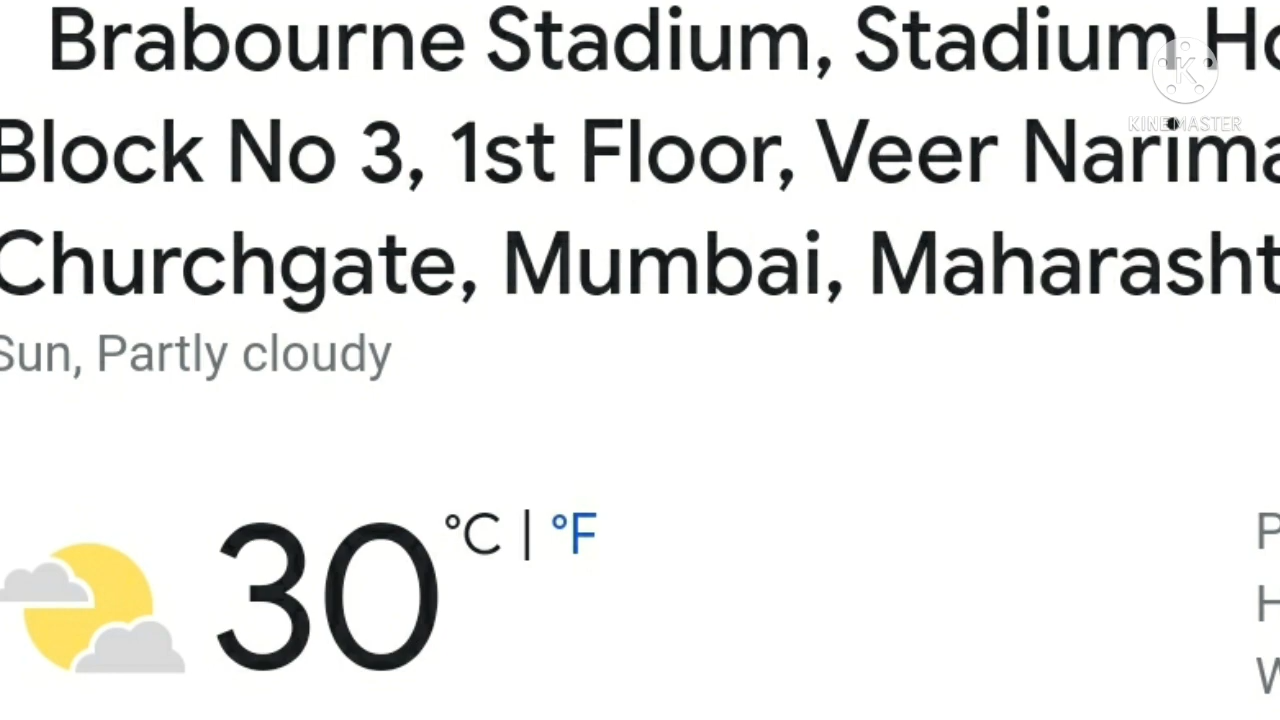 Brabourne Stadium, Stadium
Block No 3, 1st Floor, Veer
Churchgate, Mumbai,
Sun, Partly cloudy
30 °C | °F
KINEMASTER